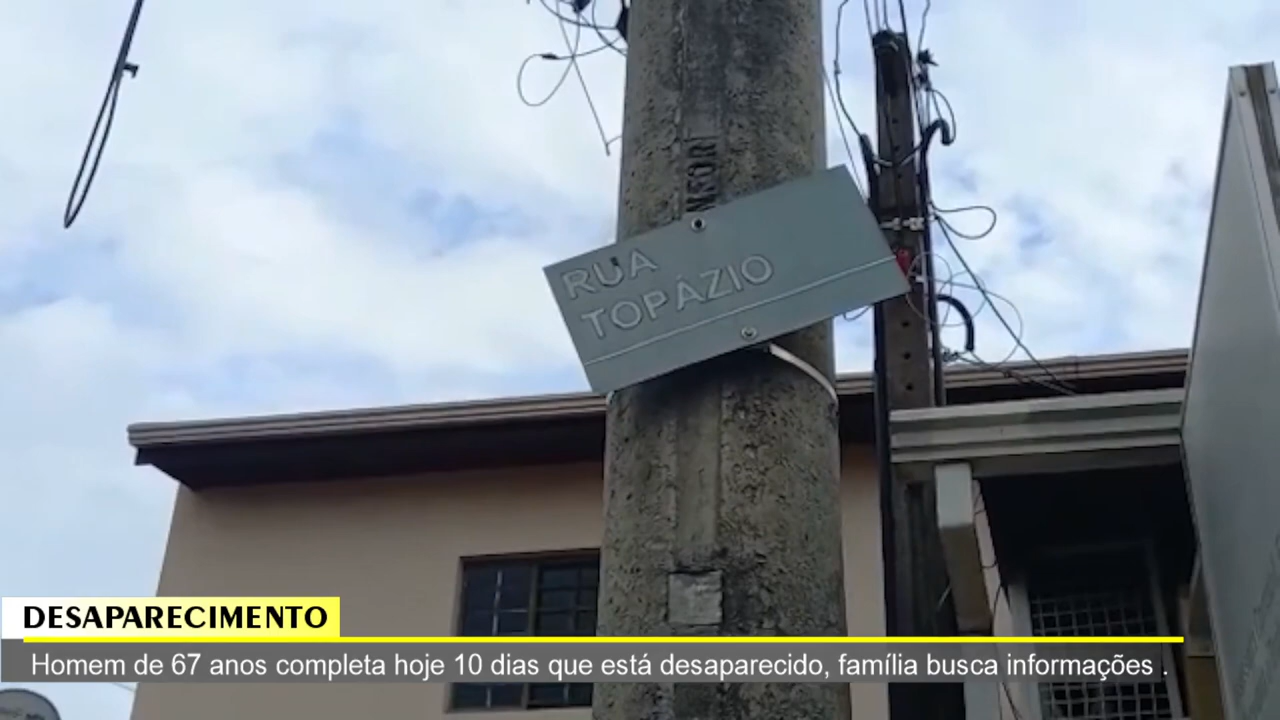 RUA
TOPÁZIO
DESAPARECIMENTO
Homem de 67 anos completa hoje 10 dias que está desaparecido, família busca informações .